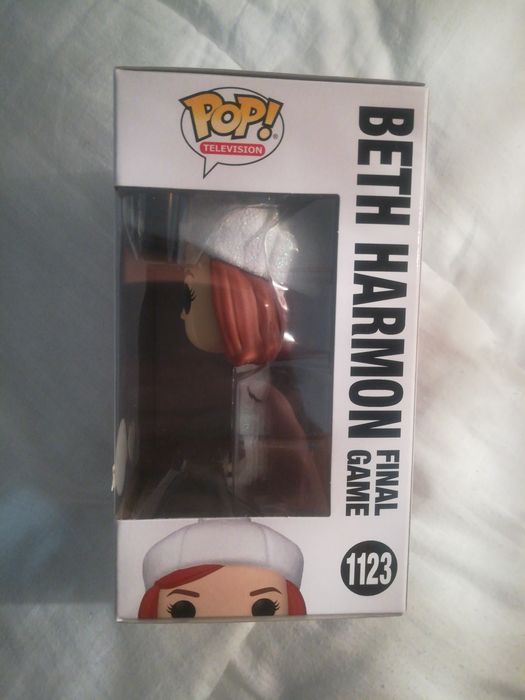 POP!
TELEVISION
BETH HARMON
FINAL
GAME
1123